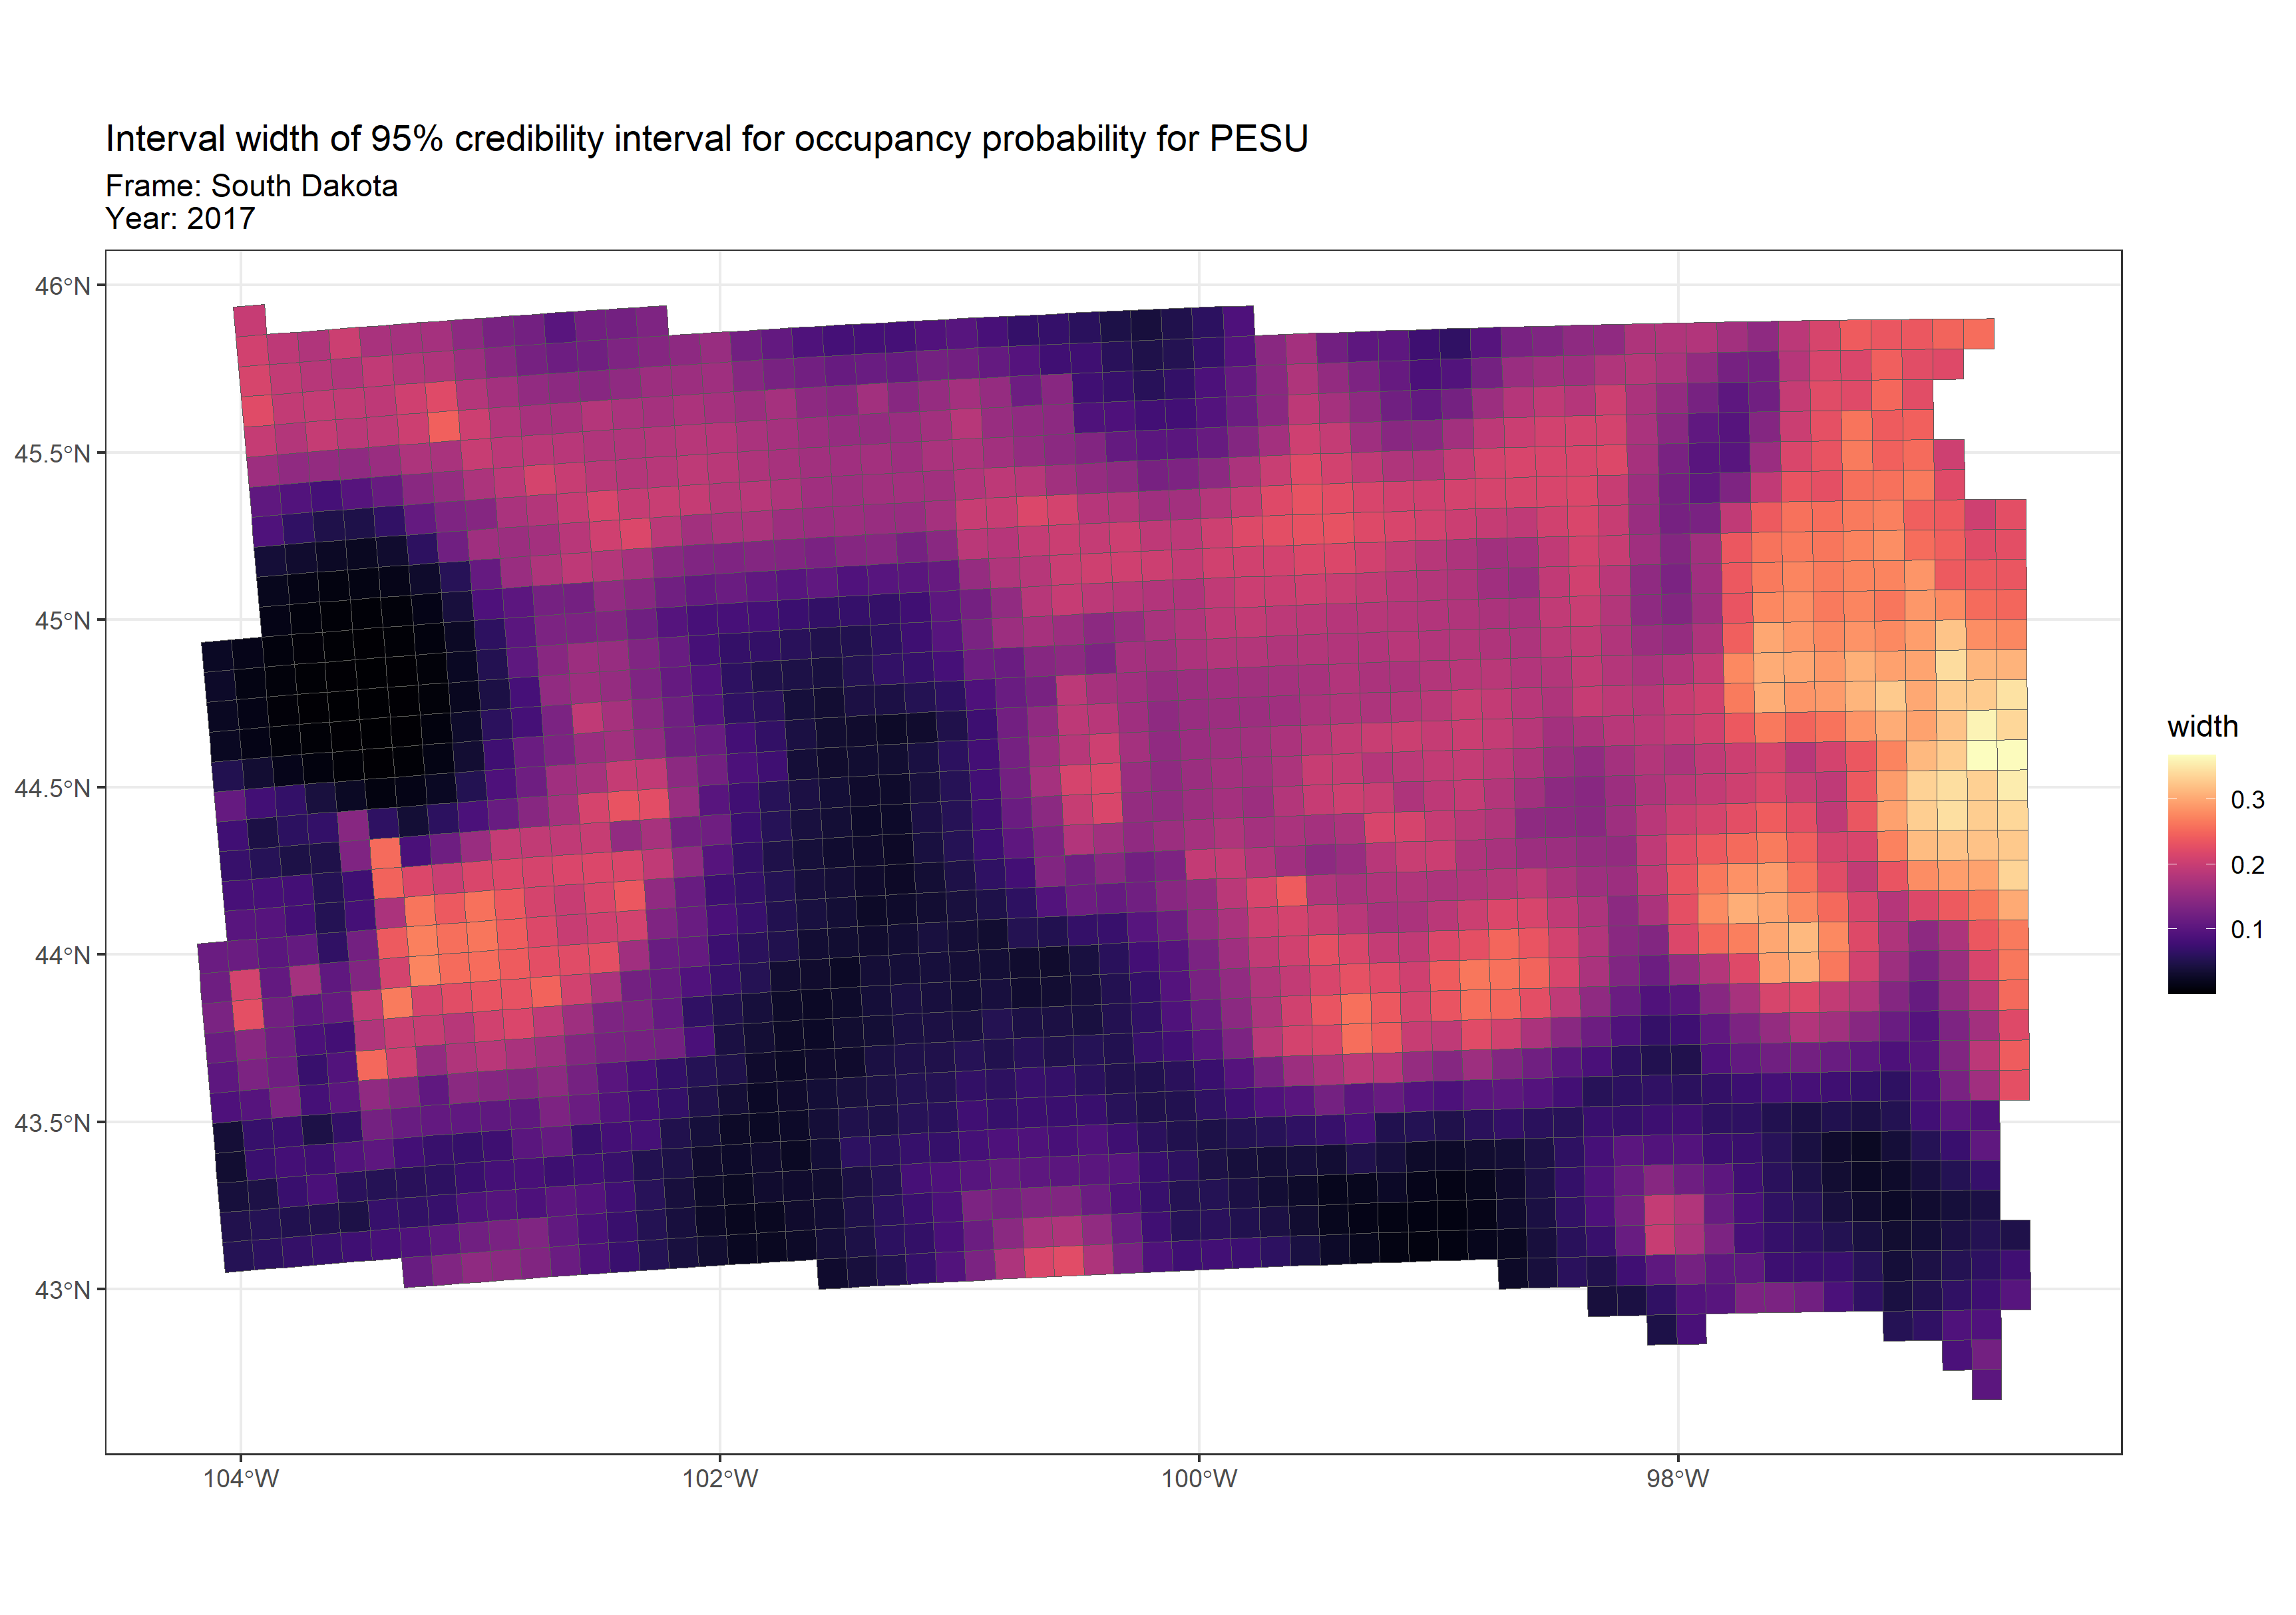 Interval width of 95% credibility interval for occupancy probability for PESU
Frame: South Dakota
Year: 2017
46°N
45.5°N
45°N
44.5°N
44°N
43.5°N
43°N
104°W
102°W
100°W
98°W
width
0.3
0.2
0.1